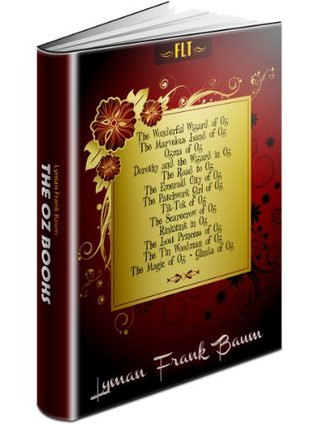 FLT
The Wonderful Wizard of Oz
The Marvelous Land of Oz
Ozma of Oz
Dorothy and the Wizard in Oz
The Road to Oz
The Emerald City of Oz
The Patchwork Girl of Oz
Tik-Tok of Oz
The Scarecrow of Oz
Rinkitink in Oz
The Lost Princess of Oz
The Tin Woodman of Oz
The Magic of Oz • Glinda of Oz
Lyman Frank Baum
Lyman Frank Baum
THE OZ BOOKS